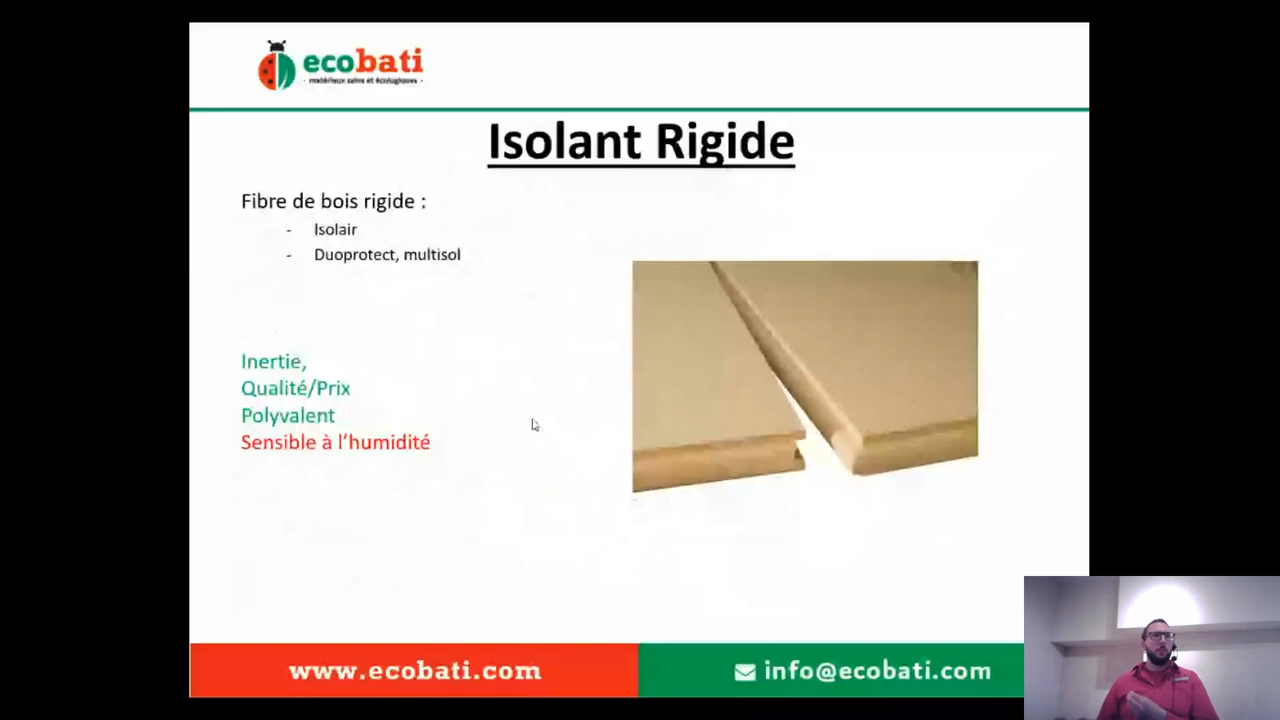 ecobati
· matériaux sains et écologiques ·
Isolant Rigide
Fibre de bois rigide :
- Isolair
- Duoprotect, multisol
Inertie,
Qualité/Prix
Polyvalent
Sensible à l’humidité
www.ecobati.com
info@ecobati.com